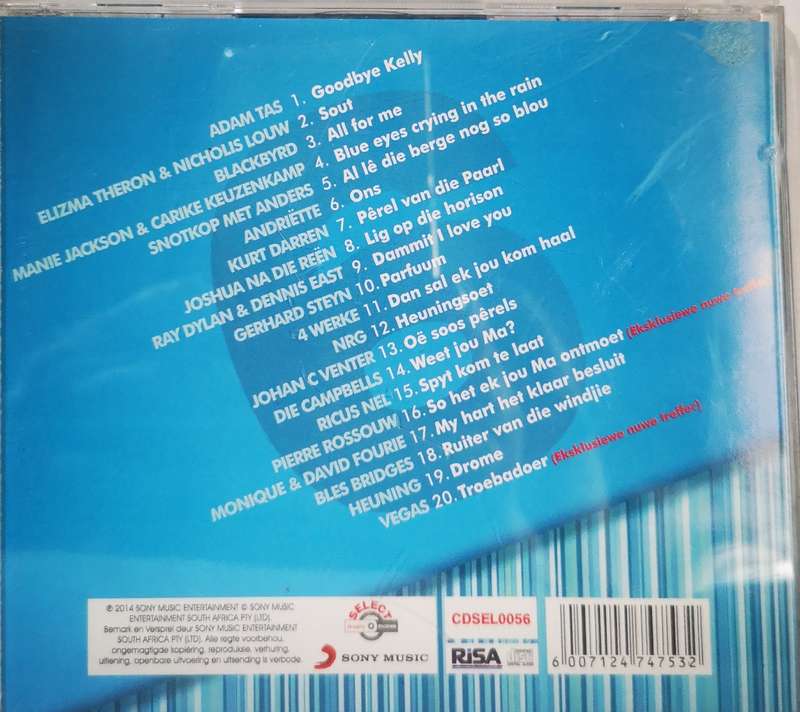 ADAM TAS 1. Goodbye Kelly
ELIZMA THERON & NICHOLIS LOUW 2. Sout
BLACKBYRD 3. All for me
MANIE JACKSON & CARIKE KEUZENKAMP 4. Blue eyes crying in the rain
SNOTKOP MET ANDERS 5. Al lê die berge nog so blou
ANDRIËTTE 6. Ons
KURT DARREN 7. Pêrel van die Paarl
JOSHUA NA DIE REËN 8. Lig op die horison
RAY DYLAN & DENNIS EAST 9. Dammit I love you
GERHARD STEYN 10. Parfuum
4 WERKE 11. Dan sal ek jou kom haal
NRG 12. Heuningsoet
JOHAN C VENTER 13. Oë soos pêrels
DIE CAMPBELLS 14. Weet jou Ma?
RICUS NEL 15. Spyt kom te laat
PIERRE ROSSOUW 16. So het ek jou Ma ontmoet (Eksklusiewe nuwe treffer)
MONIQUE & DAVID FOURIE 17. My hart het klaar besluit
BLES BRIDGES 18. Ruiter van die windjie
HEUNING 19. Drome
VEGAS 20. Troebadoer (Eksklusiewe nuwe treffer)
℗ 2014 SONY MUSIC ENTERTAINMENT © SONY MUSIC
ENTERTAINMENT SOUTH AFRICA PTY (LTD).
Bemark en versprei deur SONY MUSIC ENTERTAINMENT
SOUTH AFRICA PTY (LTD). Alle regte voorbehou,
ongemagtigde kopiëring, reproduksie, verhuring,
uitlening, openbare uitvoering en uitsending is verbode.
SELECT
SONY MUSIC
CDSEL0056
RiSA
6 007124 747532